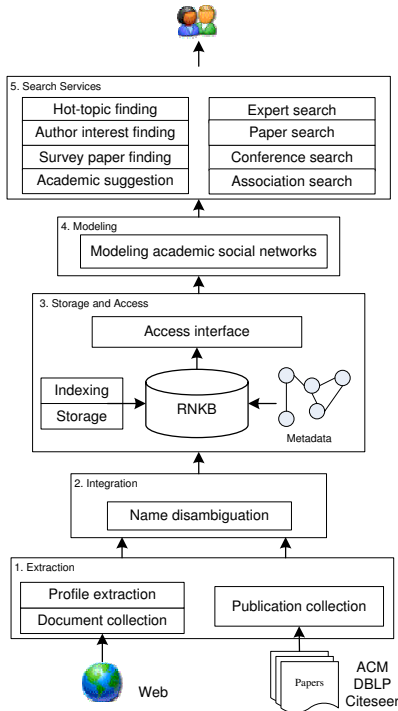 5. Search Services
Hot-topic finding
Author interest finding
Survey paper finding
Academic suggestion
Expert search
Paper search
Conference search
Association search
4. Modeling
Modeling academic social networks
3. Storage and Access
Access interface
Indexing
Storage
RNKB
Metadata
2. Integration
Name disambiguation
1. Extraction
Profile extraction
Document collection
Publication collection
Web
Papers
ACM
DBLP
Citeseer